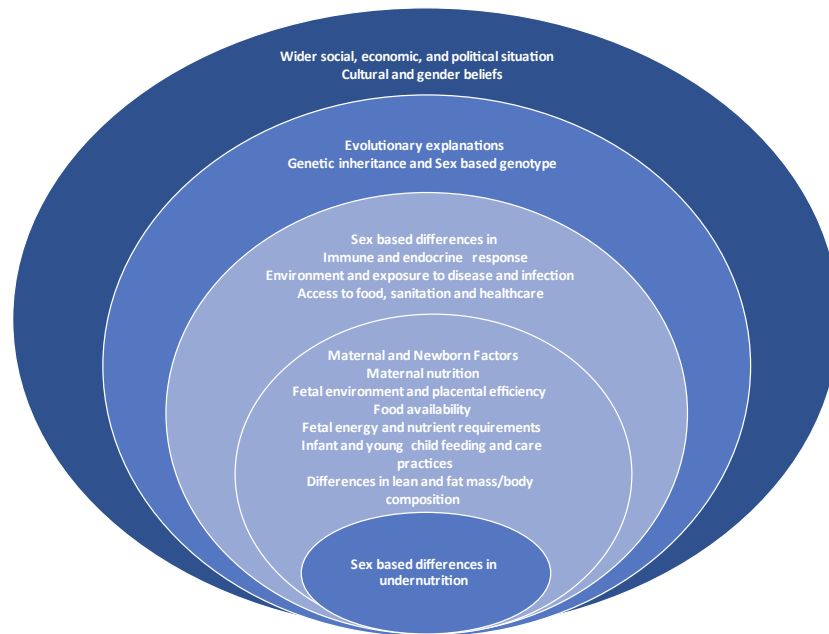 Wider social, economic, and political situation
Cultural and gender beliefs
Evolutionary explanations
Genetic inheritance and Sex based genotype
Sex based differences in
Immune and endocrine response
Environment and exposure to disease and infection
Access to food, sanitation and healthcare
Maternal and Newborn Factors
Maternal nutrition
Fetal environment and placental efficiency
Food availability
Fetal energy and nutrient requirements
Infant and young child feeding and care
practices
Differences in lean and fat mass/body
composition
Sex based differences in
undernutrition